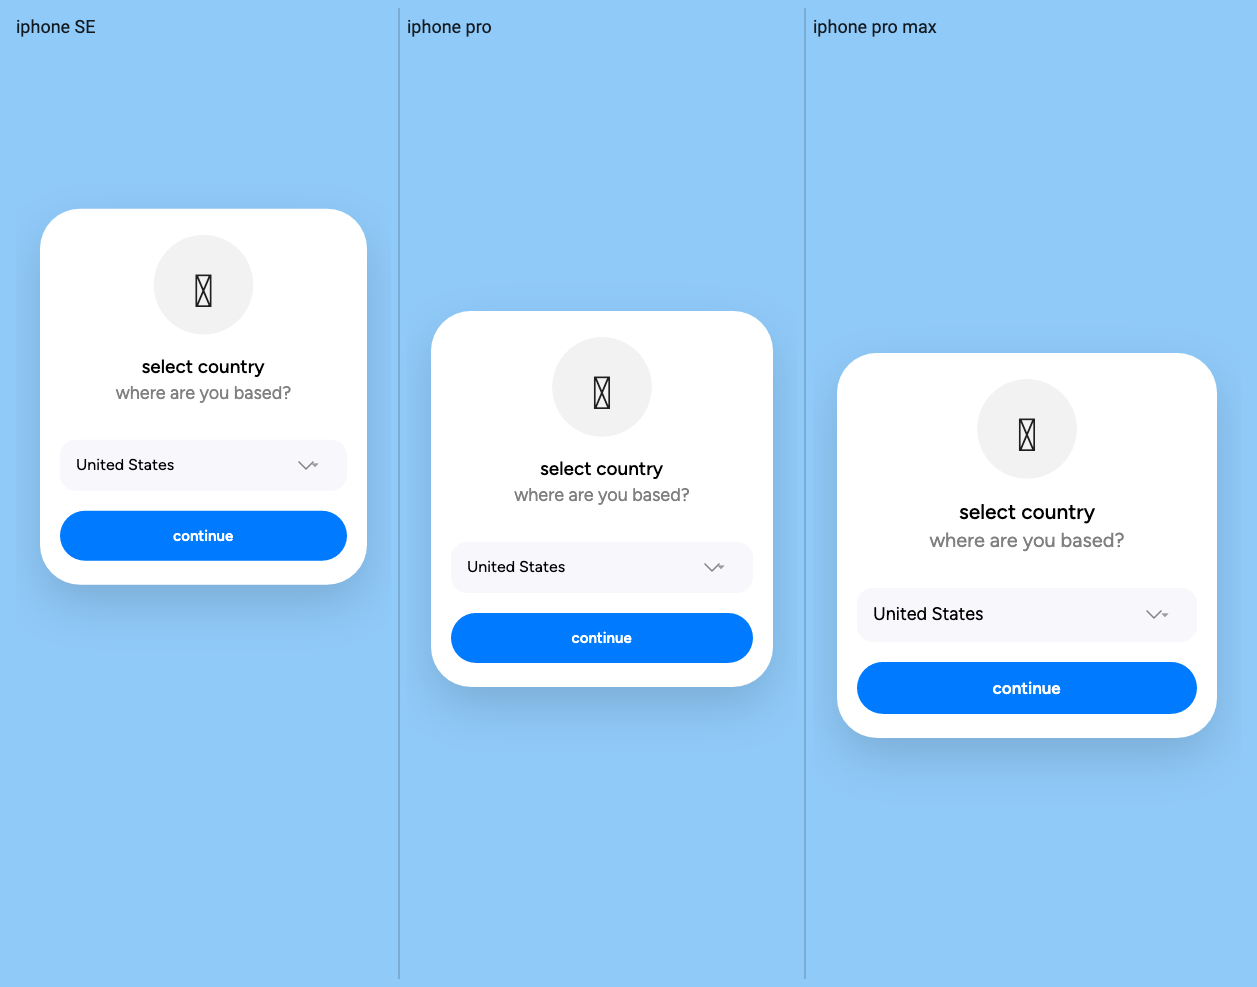 iphone SE
select country
where are you based?
United States
continue
iphone pro
select country
where are you based?
United States
continue
iphone pro max
select country
where are you based?
United States
continue